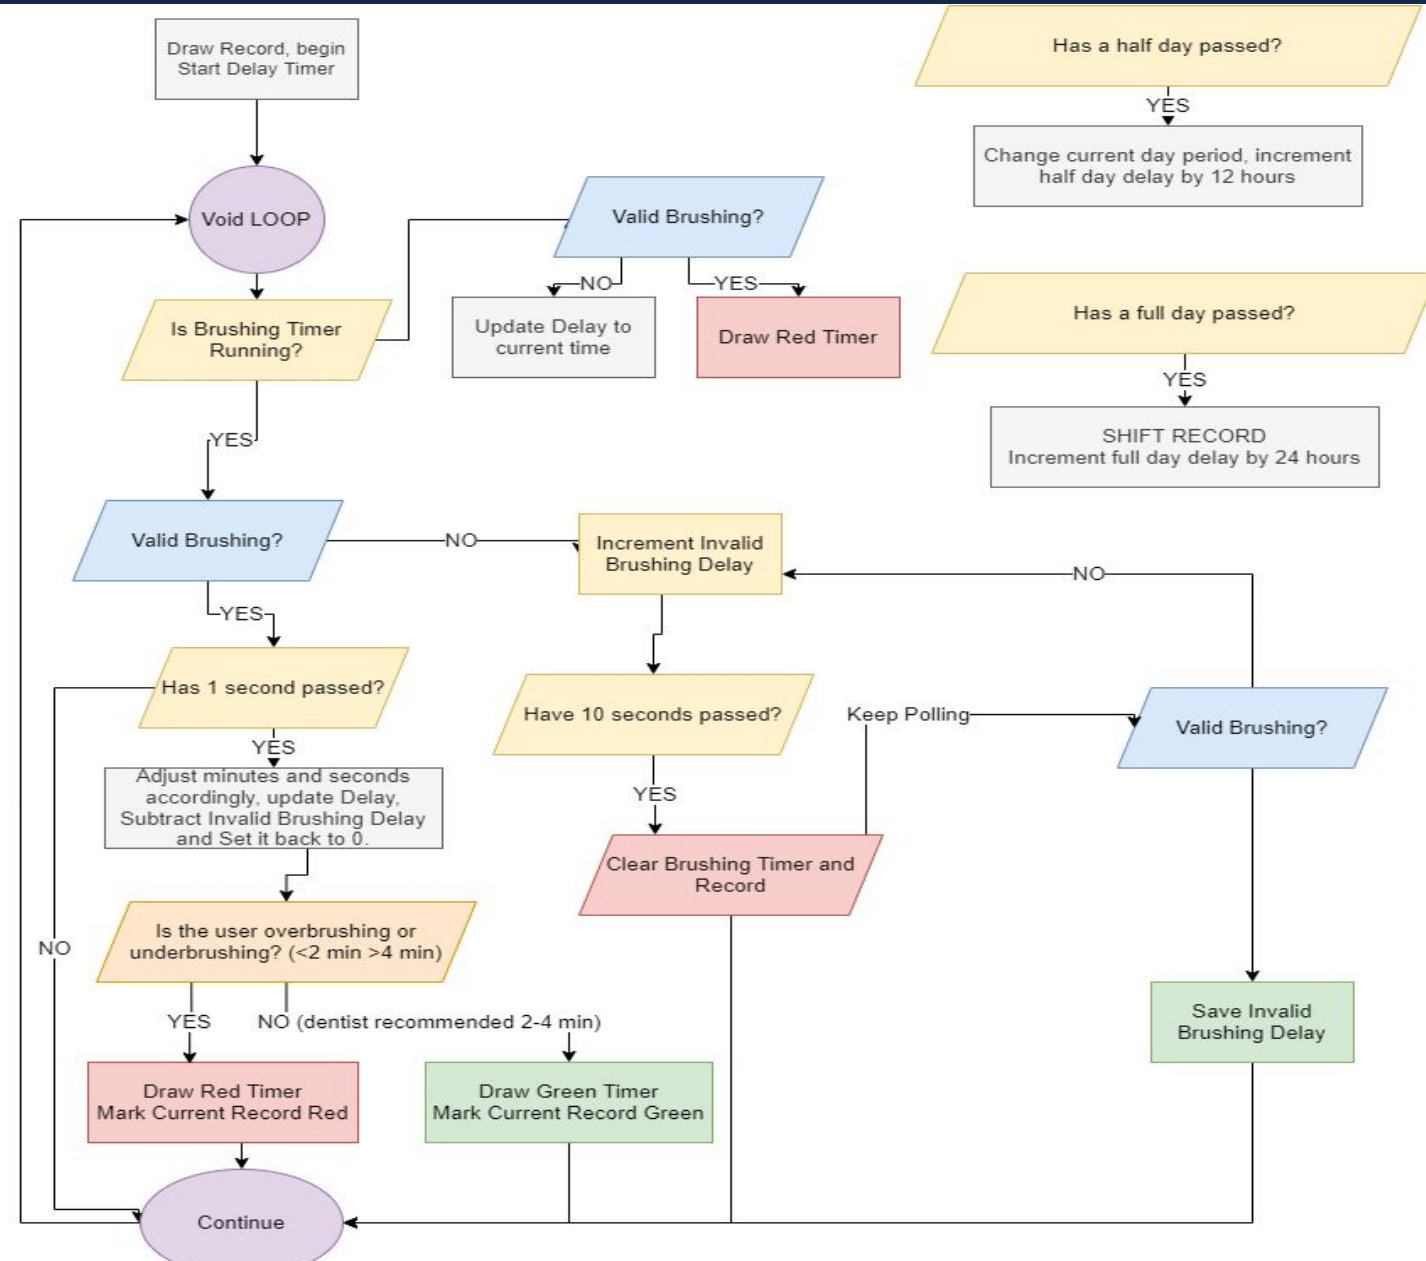 Draw Record, begin
Start Delay Timer
Void LOOP
Is Brushing Timer
Running?
Valid Brushing?
NO
YES
Update Delay to
current time
Draw Red Timer
Has a half day passed?
YES
Change current day period, increment
half day delay by 12 hours
Has a full day passed?
YES
SHIFT RECORD
Increment full day delay by 24 hours
YES
Valid Brushing?
NO
Increment Invalid
Brushing Delay
NO
YES
Has 1 second passed?
Have 10 seconds passed?
Keep Polling
Valid Brushing?
YES
Adjust minutes and seconds
accordingly, update Delay,
Subtract Invalid Brushing Delay
and Set it back to 0.
YES
Clear Brushing Timer and
Record
Is the user overbrushing or
underbrushing? (<2 min >4 min)
NO
YES
NO (dentist recommended 2-4 min)
Save Invalid
Brushing Delay
Draw Red Timer
Mark Current Record Red
Draw Green Timer
Mark Current Record Green
Continue